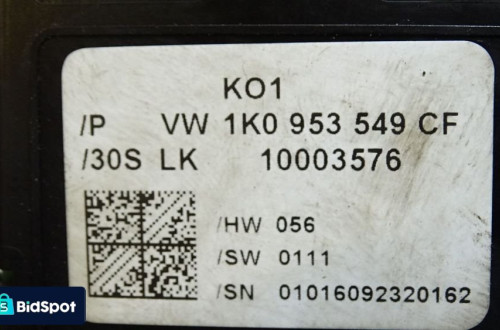 KO1
/P VW 1K0 953 549 CF
/30S LK 10003576
/HW 056
/SW 0111
/SN 01016092320162
BidSpot